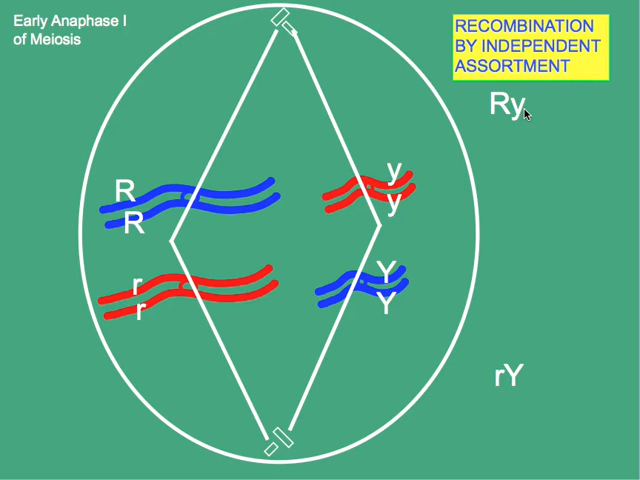 Early Anaphase I
of Meiosis
RECOMBINATION
BY INDEPENDENT
ASSORTMENT
Ry
R
R
y
y
r
r
Y
Y
rY